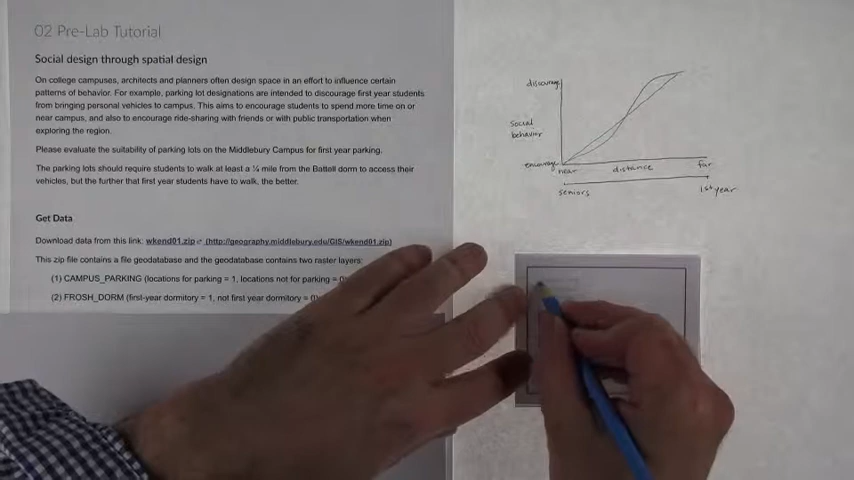 02 Pre-Lab Tutorial
Social design through spatial design
On college campuses, architects and planners often design space in an effort to influence certain
patterns of behavior. For example, parking lot designations are intended to discourage first year students
from bringing personal vehicles to campus. This aims to encourage students to spend more time on or
near campus, and also to encourage ride-sharing with friends or with public transportation when
exploring the region.
Please evaluate the suitability of parking lots on the Middlebury Campus for first year parking.
The parking lots should require students to walk at least a ¼ mile from the Battell dorm to access their
vehicles, but the further that first year students have to walk, the better.
Get Data
Download data from this link: wkend01.zip (http://geography.middlebury.edu/GIS/wkend01.zip)
This zip file contains a file geodatabase and the geodatabase contains two raster layers:
(1) CAMPUS_PARKING (locations for parking = 1, locations not for parking = 0
(2) FROSH_DORM (first-year dormitory = 1, not first year dormitory = (0)
discourage
social
behavior
encourage
near distance far
seniors 1st year